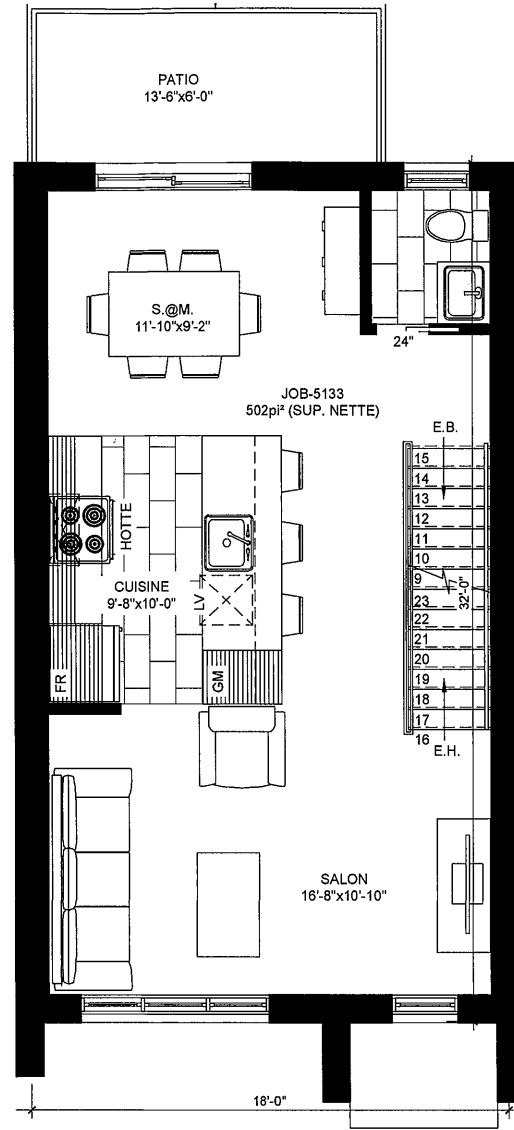 PATIO
13'-6"x6'-0"
S.@M.
11'-10"x9'-2"
24"
JOB-5133
502pi² (SUP. NETTE)
E.B.
15
14
13
12
11
10
9
23
22
21
20
19
18
17
16
E.H.
32'-0"
HOTTE
CUISINE
9'-8"x10'-0"
LV
FR
GM
SALON
16'-8"x10'-10"
18'-0"